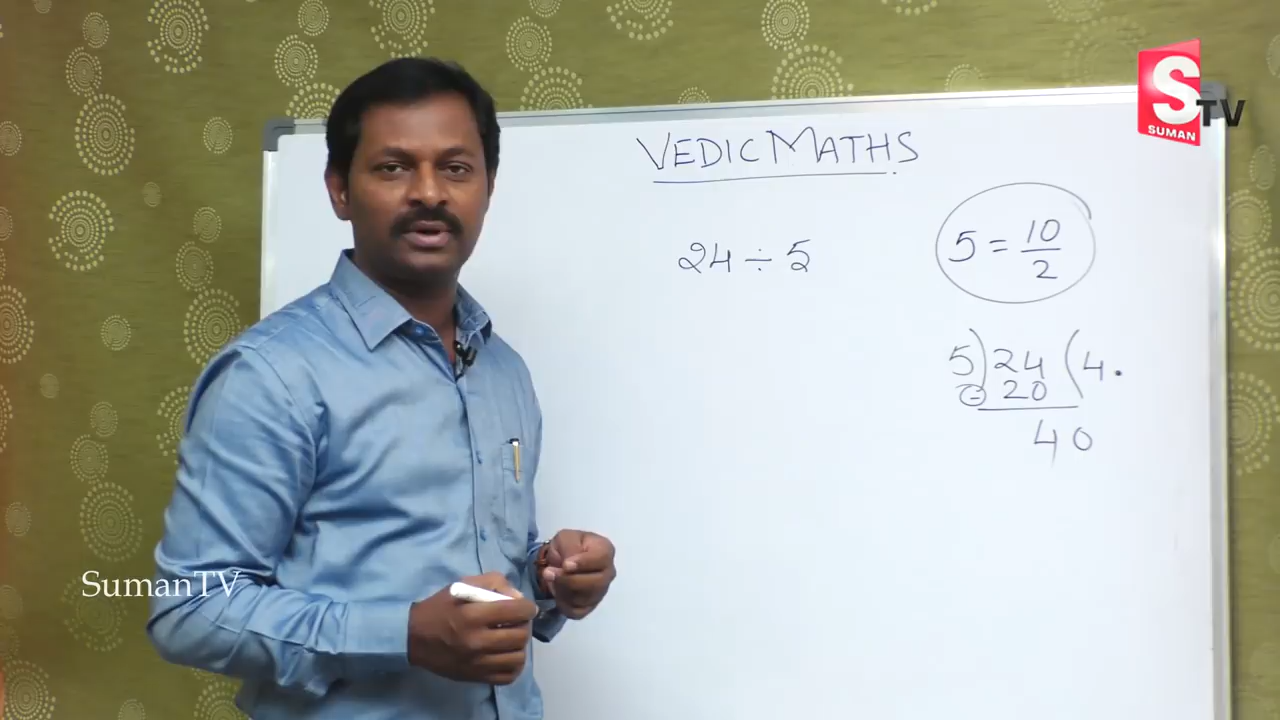 VEDIC MATHS.
24 ÷ 5
5 = 10/2
5) 24 (4.
- 20
40
S TV
SUMAN
SumanTV